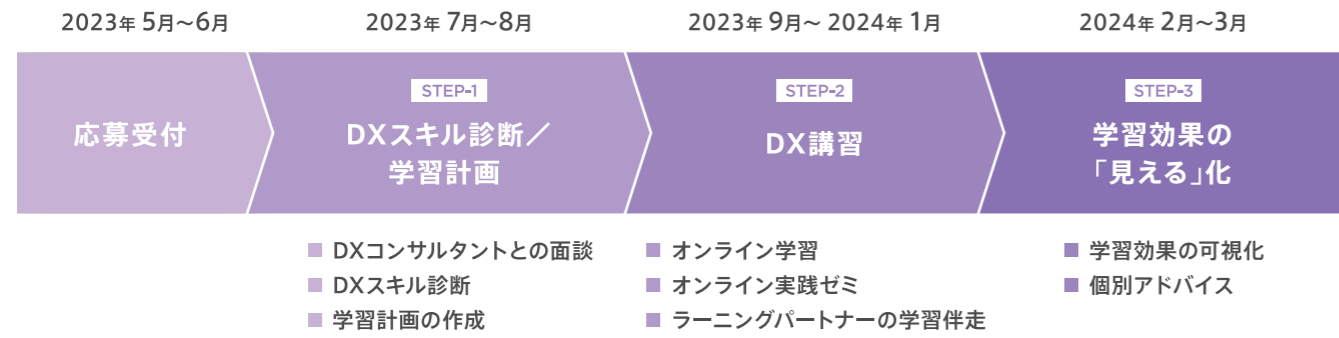 2023年 5月〜6月
2023年 7月〜8月
2023年 9月〜 2024年 1月
2024年 2月〜3月
応募受付
STEP-1
DXスキル診断／
学習計画
STEP-2
DX講習
STEP-3
学習効果の
「見える」化
■ DXコンサルタントとの面談
■ DXスキル診断
■ 学習計画の作成
■ オンライン学習
■ オンライン実践ゼミ
■ ラーニングパートナーの学習伴走
■ 学習効果の可視化
■ 個別アドバイス